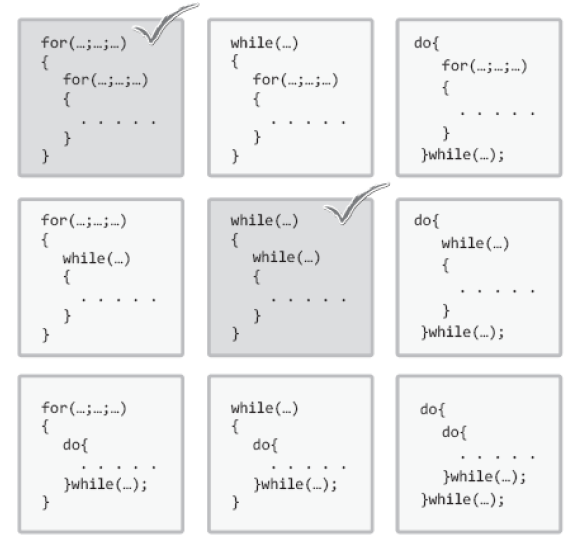 for(…;…;…)
{
for(…;…;…)
{
. . . . .
}
}
while(…)
{
for(…;…;…)
{
. . . . .
}
}
do{
for(…;…;…)
{
. . . . .
}
}while(…);
for(…;…;…)
{
while(…)
{
. . . . .
}
}
while(…)
{
while(…)
{
. . . . .
}
}
do{
while(…)
{
. . . . .
}
}while(…);
for(…;…;…)
{
do{
. . . . .
}while(…);
}
while(…)
{
do{
. . . . .
}while(…);
}
do{
do{
. . . . .
}while(…);
}while(…);